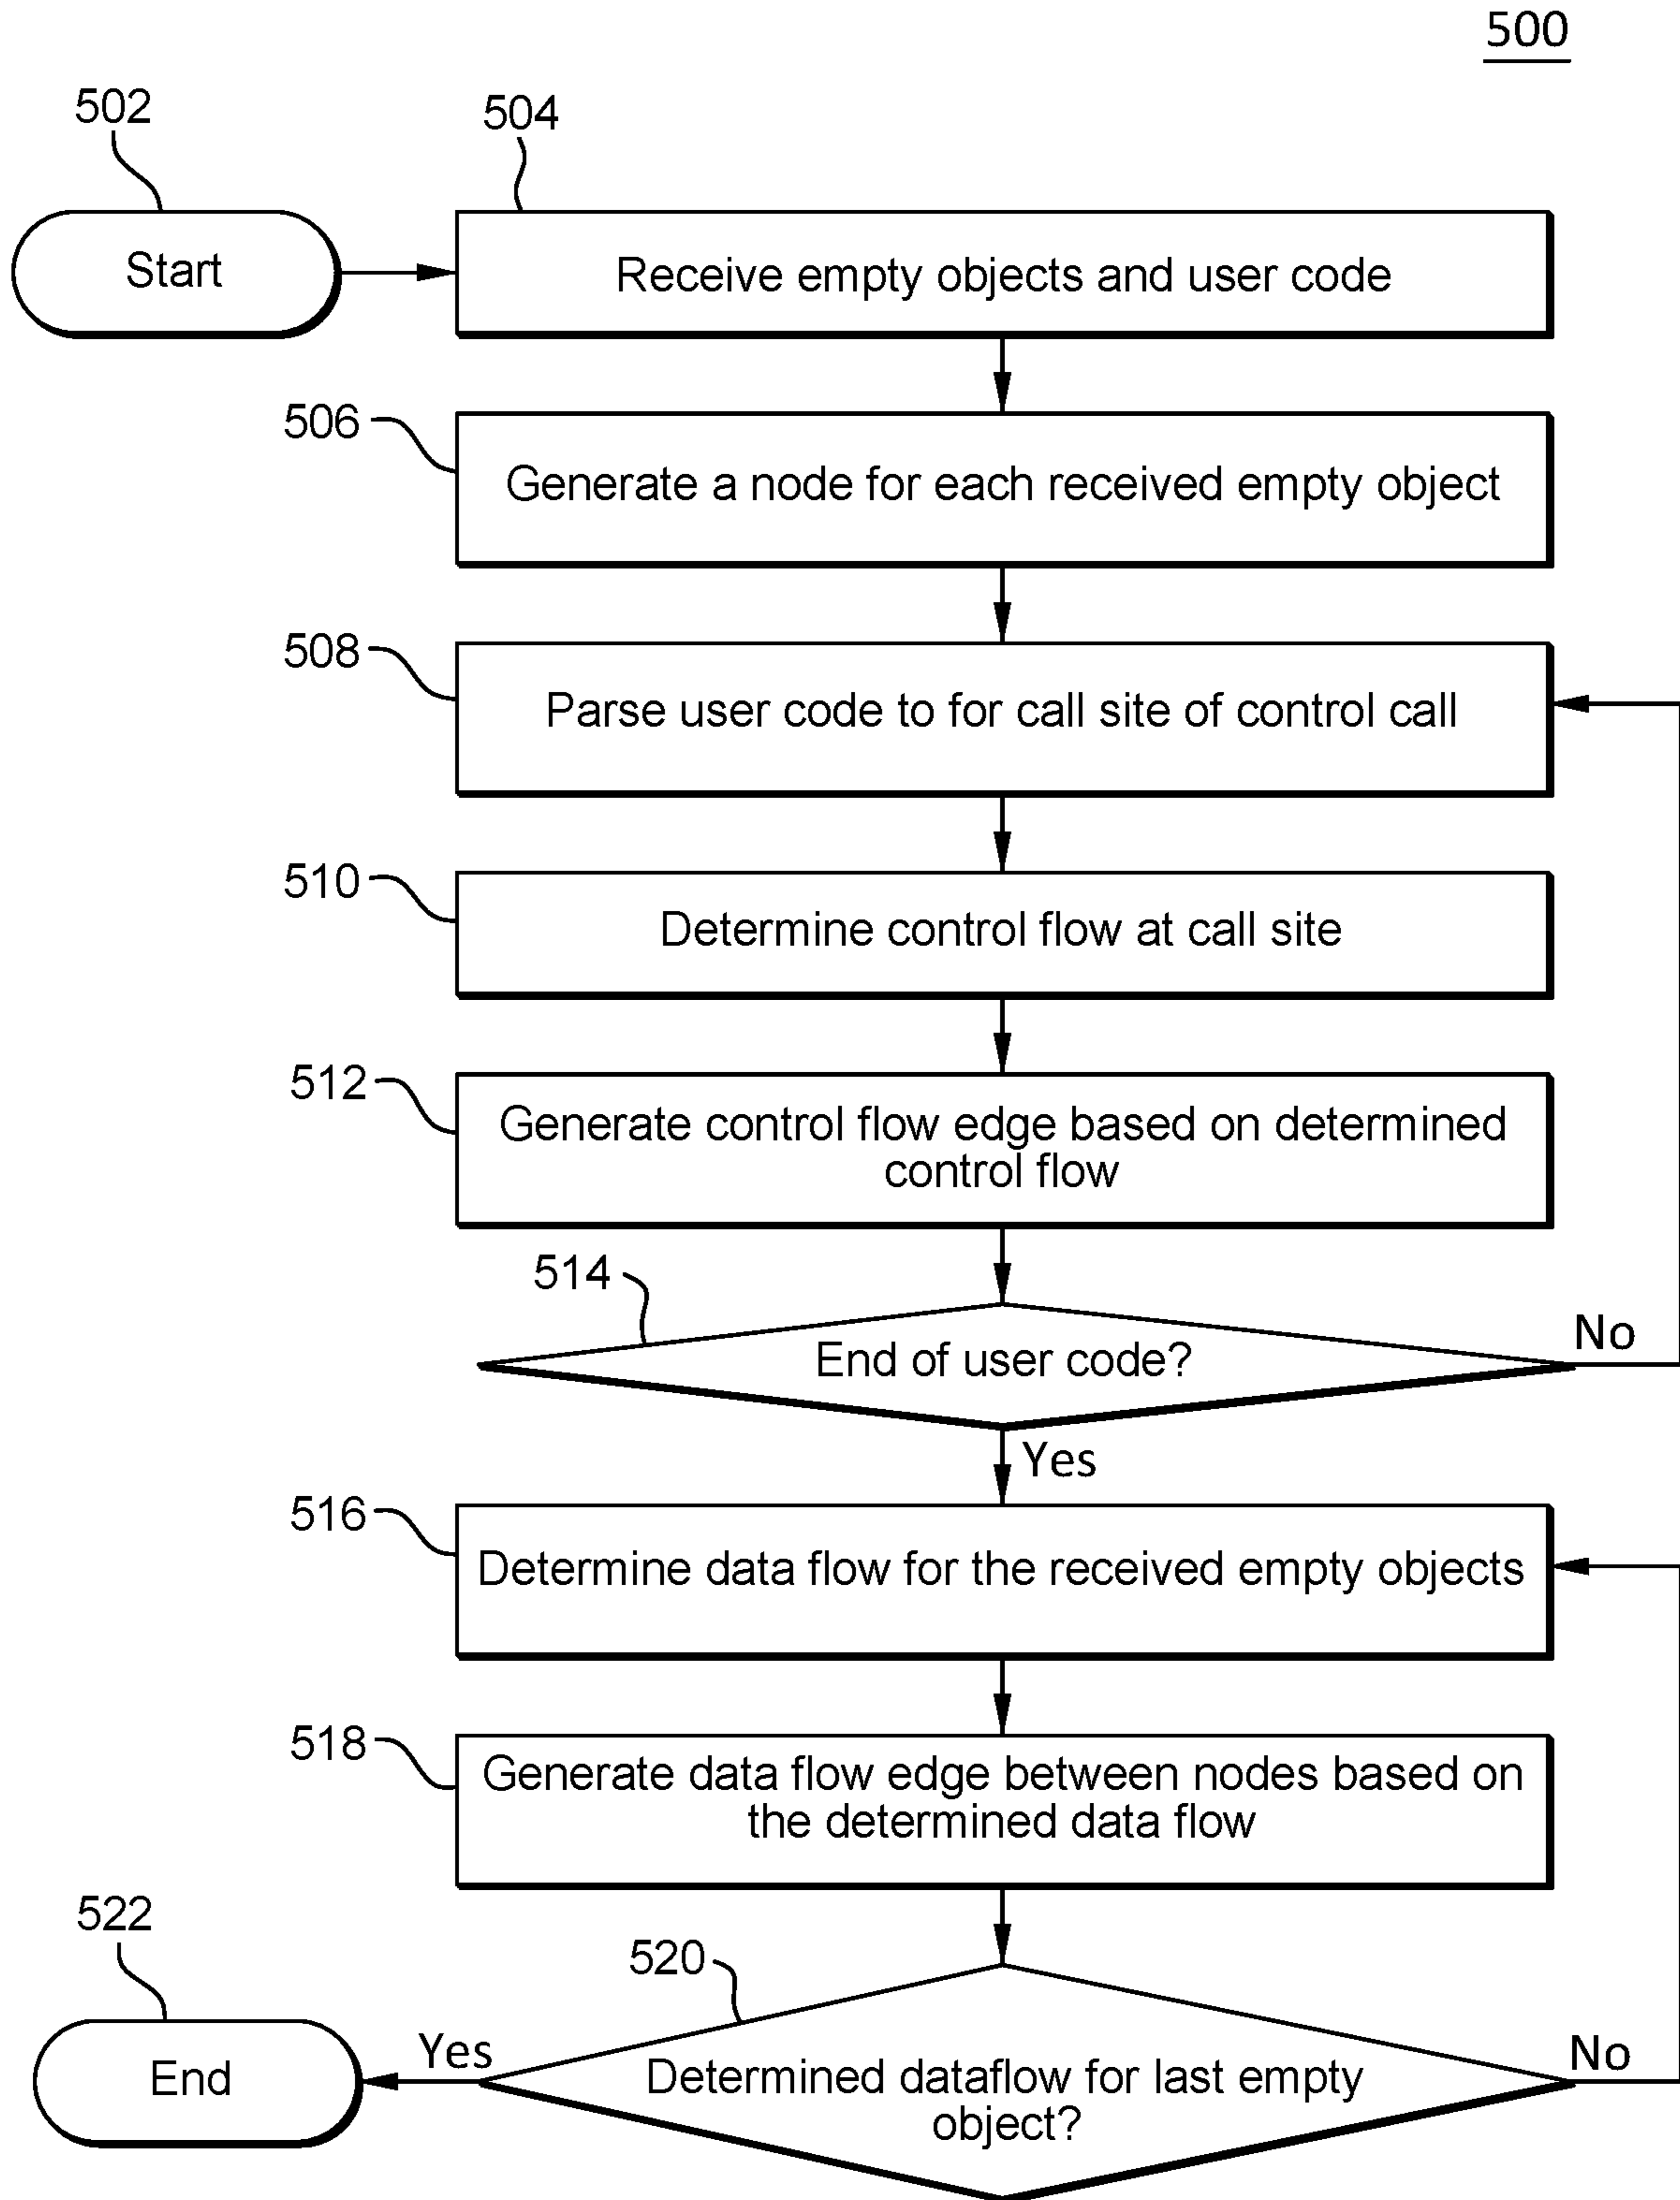 500
502
504
Start
Receive empty objects and user code
506
Generate a node for each received empty object
508
Parse user code to for call site of control call
510
Determine control flow at call site
512
Generate control flow edge based on determined
control flow
514
End of user code?
No
Yes
516
Determine data flow for the received empty objects
518
Generate data flow edge between nodes based on
the determined data flow
522
520
End
Yes
Determined dataflow for last empty
object?
No